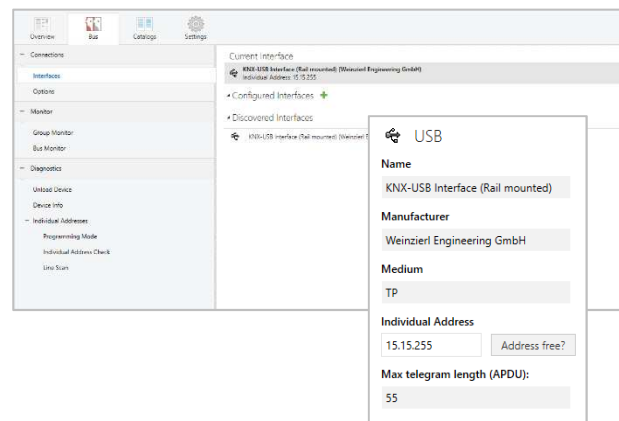 Overview Bus Catalogs Settings
Connections
Interfaces
Options
Monitor
Group Monitor
Bus Monitor
Diagnostics
Unload Device
Device Info
Individual Addresses
Programming Mode
Individual Address Check
Line Scan
Current Interface
KNX-USB Interface (Rail mounted) (Weinzierl Engineering GmbH)
Individual Address: 15.15.255
Configured Interfaces +
Discovered Interfaces
KNX-USB Interface (Rail mounted) (Weinzierl E
USB
Name
KNX-USB Interface (Rail mounted)
Manufacturer
Weinzierl Engineering GmbH
Medium
TP
Individual Address
15.15.255 Address free?
Max telegram length (APDU):
55